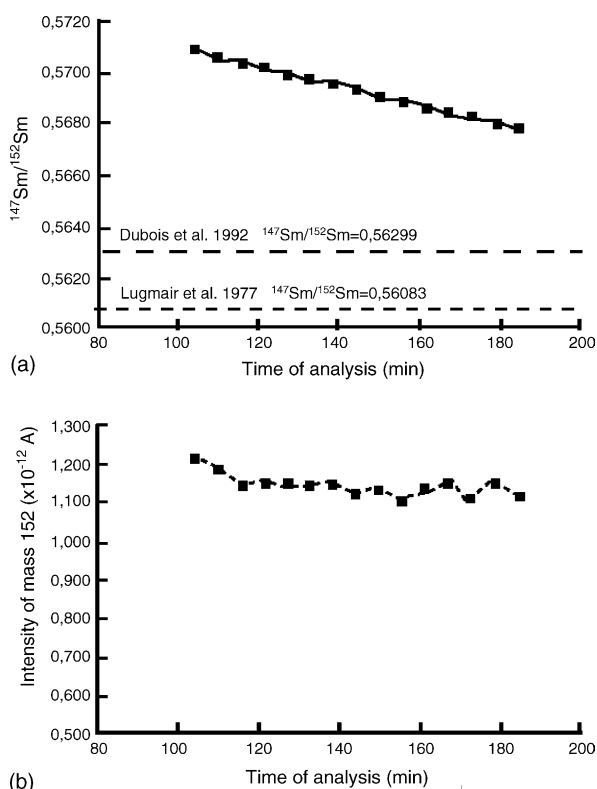 0,5720
0,5700
0,5680
0,5660
0,5640
0,5620
0,5600
147Sm/152Sm
Dubois et al. 1992 147Sm/152Sm=0,56299
Lugmair et al. 1977 147Sm/152Sm=0,56083
80 100 120 140 160 180 200
(a)
Time of analysis (min)
1,300
1,200
1,100
1,000
0,900
0,800
0,700
0,600
0,500
Intensity of mass 152 (x10-12 A)
80 100 120 140 160 180 200
(b)
Time of analysis (min)